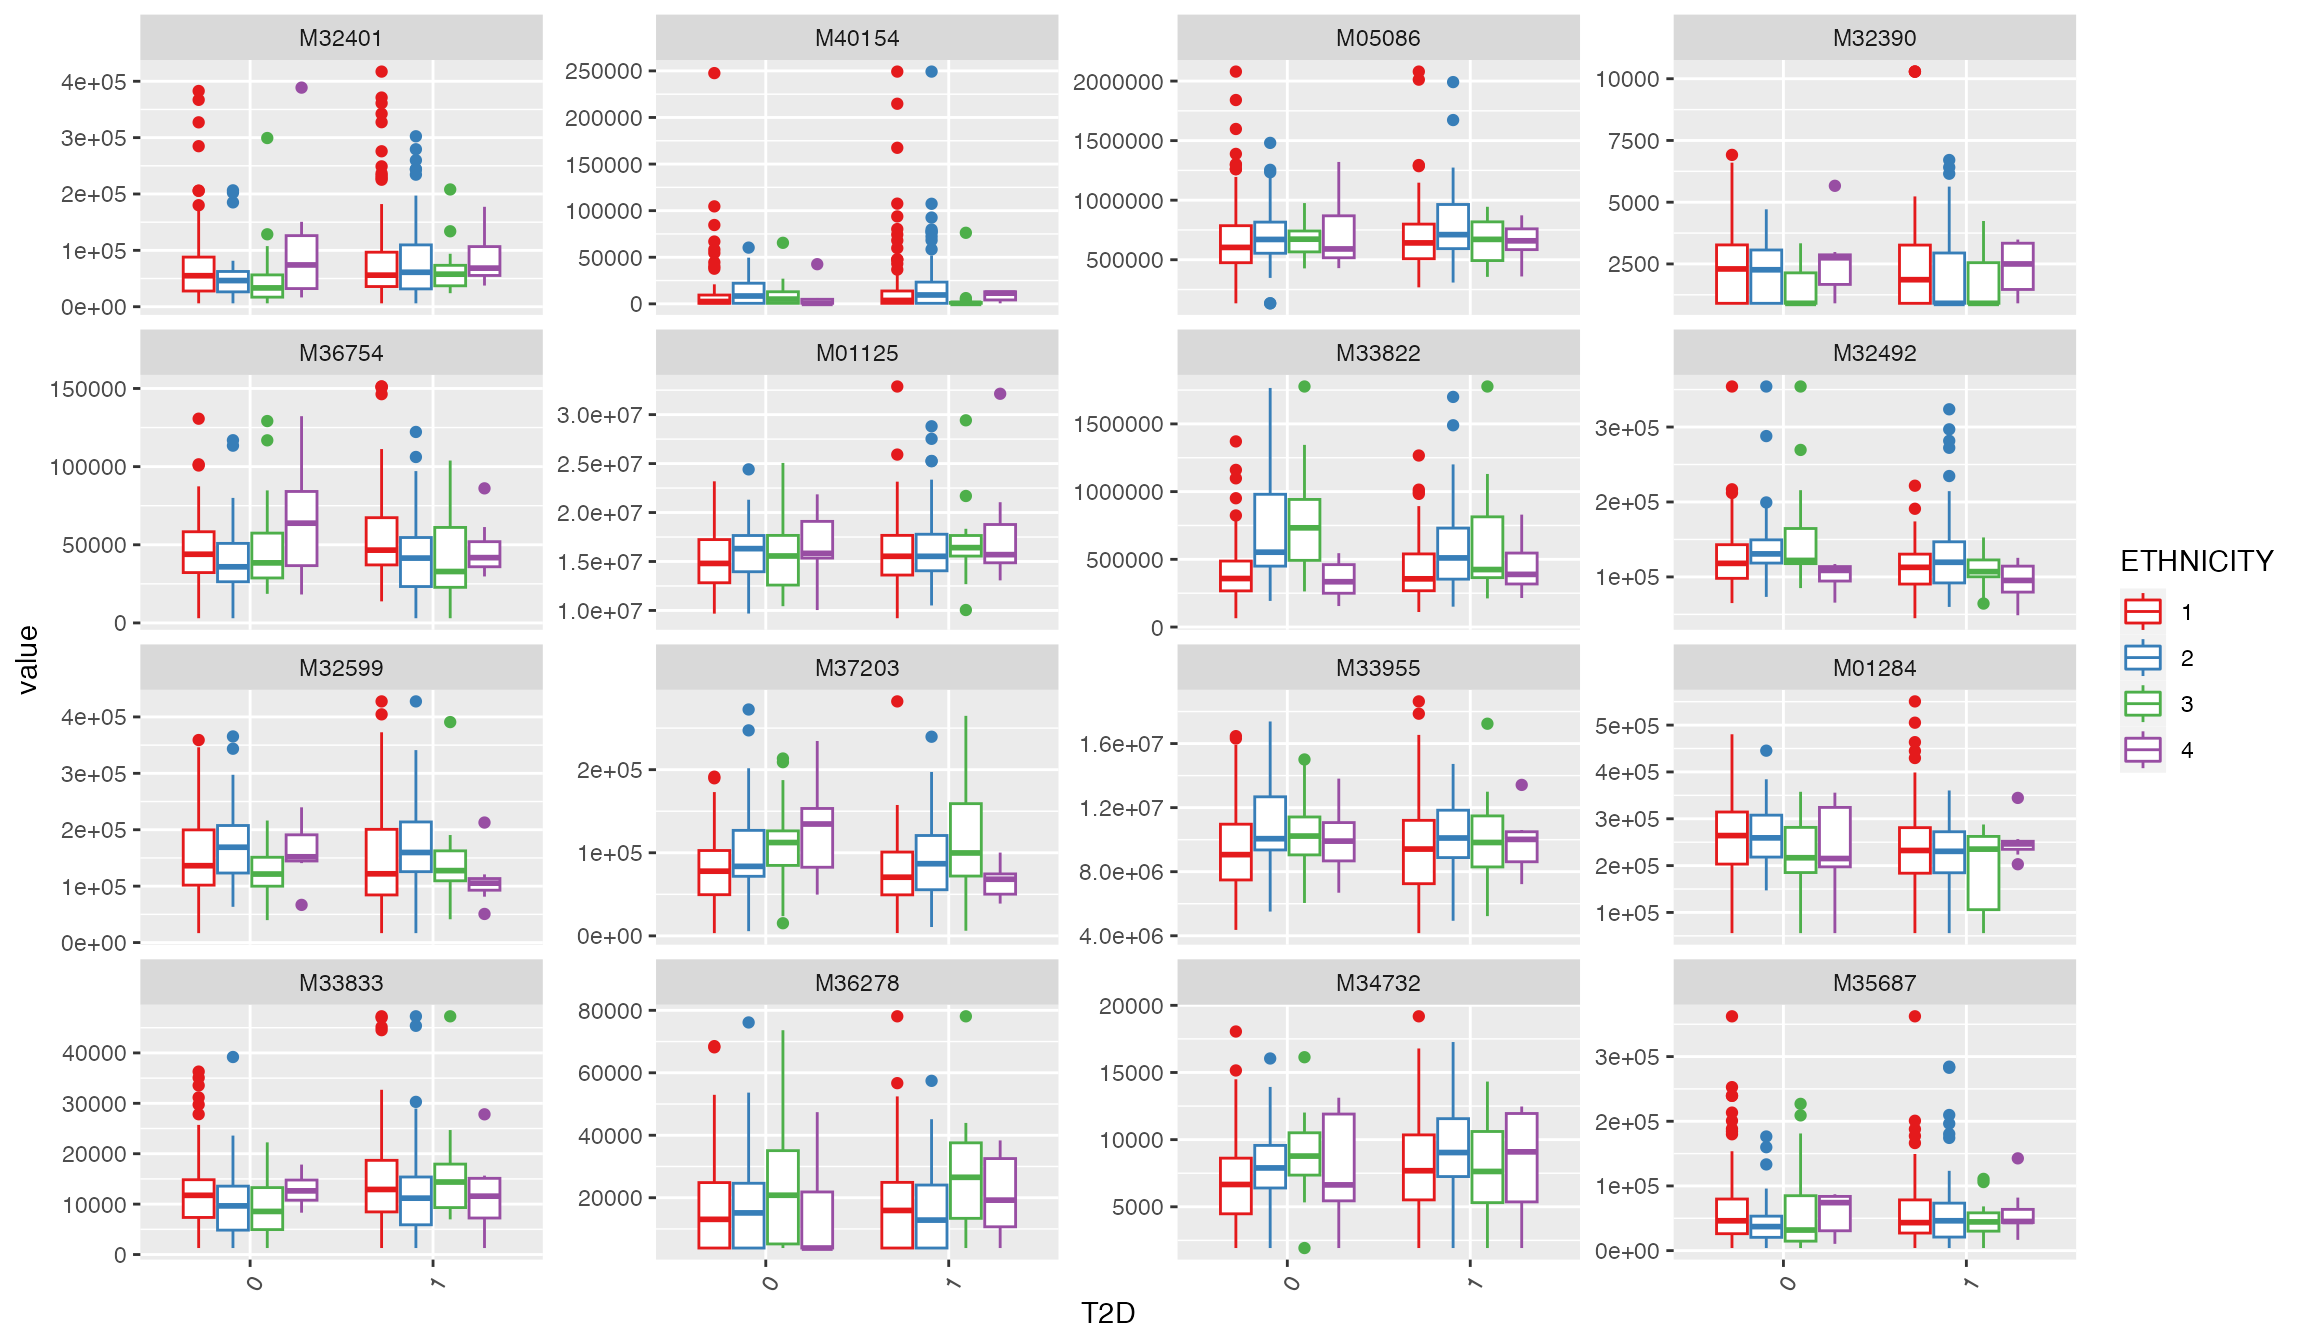 M32401 M40154 M05086 M32390
4e+05 250000 2000000 10000
3e+05 200000 1500000 7500
2e+05 150000 1000000 5000
1e+05 100000 500000 2500
0e+00 50000
0
M36754 M01125 M33822 M32492
150000 3.0e+07 1500000 3e+05
100000 2.5e+07 1000000 2e+05
50000 2.0e+07 500000 1e+05
0 1.5e+07 0
1.0e+07
M32599 M37203 M33955 M01284
4e+05 2e+05 1.6e+07 5e+05
3e+05 1e+05 1.2e+07 4e+05
2e+05 0e+00 8.0e+06 3e+05
1e+05 4.0e+06 2e+05
0e+00 1e+05
M33833 M36278 M34732 M35687
40000 80000 20000 3e+05
30000 60000 15000 2e+05
20000 40000 10000 1e+05
10000 20000 5000 0e+00
0
0 1 0 1 0 1 0 1
T2D
value
ETHNICITY
1
2
3
4